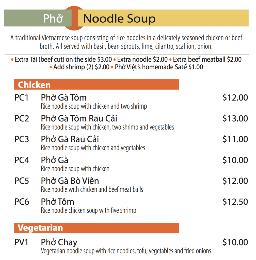 Phở Noodle Soup
A traditional Vietnamese soup consisting of rice noodles in a delicately seasoned chicken or beef
broth. All served with basil, bean sprouts, lime, cilantro, scallion, onion.
• Extra Tái (beef cut) on the side $3.00 • Extra noodle $2.00 • Extra beef meatball $2.00
• Add shrimp (2) $2.00 • Phở Việt's homemade Saté $1.00
Chicken
PC1 Phở Gà Tôm $12.00
Rice noodle soup with chicken and two shrimp
PC2 Phở Gà Tôm Rau Cải $13.00
Rice noodle soup with chicken, two shrimp and vegetables
PC3 Phở Gà Rau Cải $11.00
Rice noodle soup with chicken and vegetables
PC4 Phở Gà $10.00
Rice noodle soup with chicken
PC5 Phở Gà Bò Viên $12.00
Rice noodle with chicken and beef meat balls
PC6 Phở Tôm $12.50
Rice noodle chicken soup with five shrimp
Vegetarian
PV1 Phở Chay $10.00
Vegetarian noodle soup with rice noodles, tofu, vegetables and fried onions